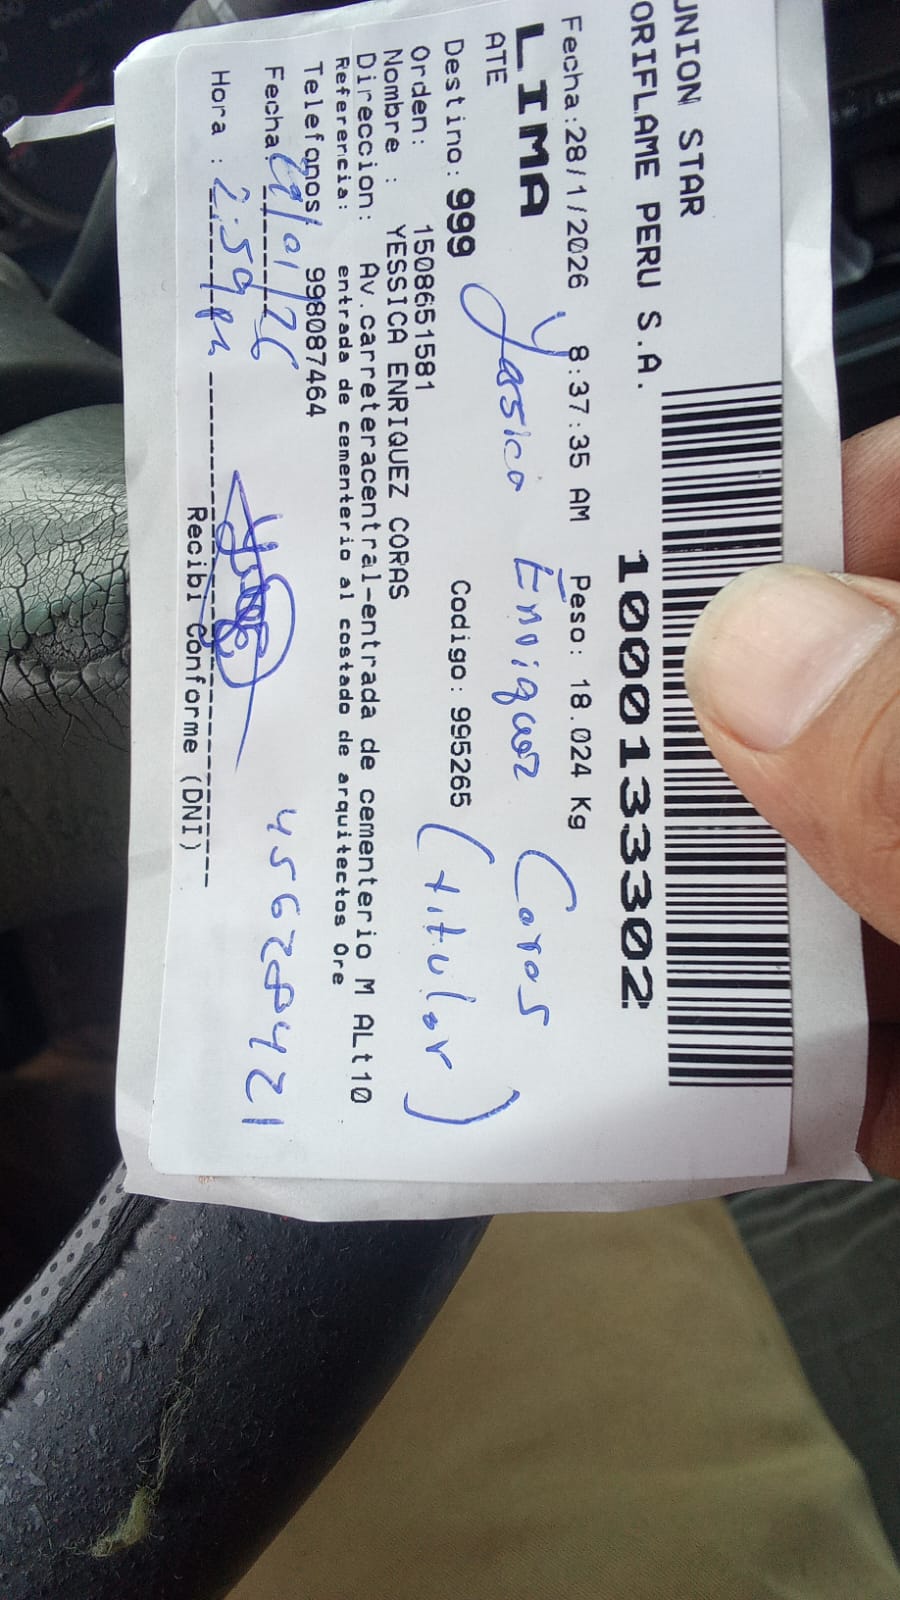 UNION STAR
ORIFLAME PERU S.A.
1000133302
Fecha:28/1/2026 8:37:35 AM Peso: 18.024 Kg
LIMA
ATE
Yassica Enriquez Coras
Destino: 999 Codigo: 995265
(titular)
Orden: 1508651581
Nombre : YESSICA ENRIQUEZ CORAS
Direccion: Av.carreteracentral-entrada de cementerio M ALt10
Referencia: entrada de cementerio al costado de arquitectos Ore
Telefonos: 998087464
Fecha: 29/01/26
45628421
Hora : 2:59 pm
Recibi Conforme (DNI)